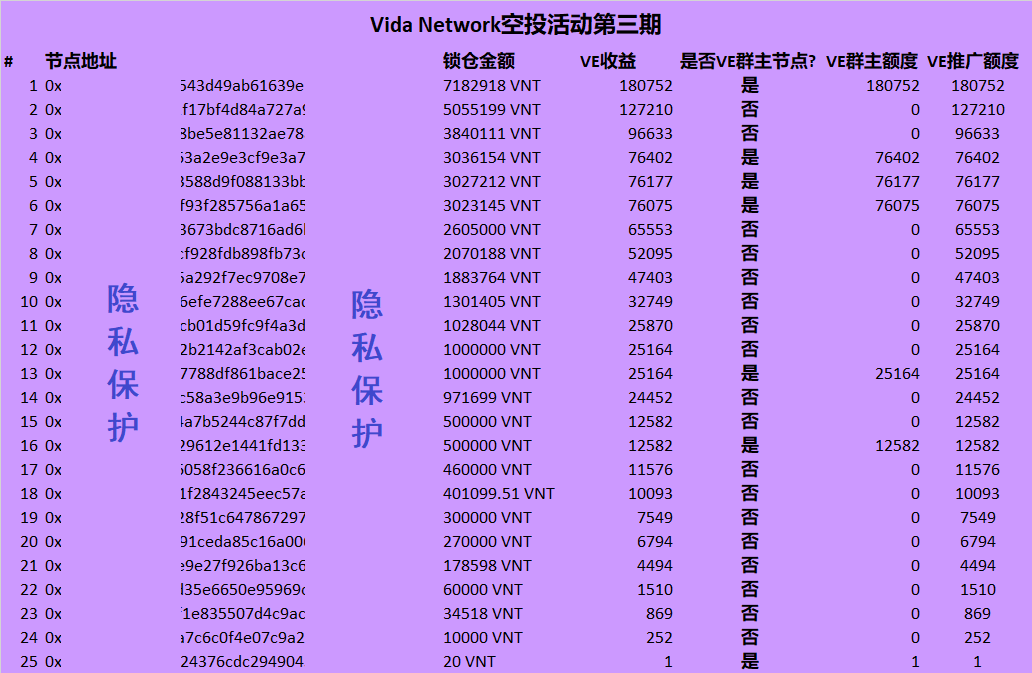 Vida Network空投活动第三期
# 节点地址 锁仓金额 VE收益 是否VE群主节点? VE群主额度 VE推广额度
1 0x 543d49ab61639e 7182918 VNT 180752 是 180752 180752
2 0x f17bf4d84a727a9 5055199 VNT 127210 否 0 127210
3 0x 8be5e81132ae78 3840111 VNT 96633 否 0 96633
4 0x 53a2e9e3cf9e3a7 3036154 VNT 76402 是 76402 76402
5 0x 8588d9f088133bb 3027212 VNT 76177 是 76177 76177
6 0x f93f285756a1a65 3023145 VNT 76075 是 76075 76075
7 0x 3673bdc8716ad6 2605000 VNT 65553 否 0 65553
8 0x cf928fdb898fb73c 2070188 VNT 52095 否 0 52095
9 0x 5a292f7ec9708e7 1883764 VNT 47403 否 0 47403
10 0x 6efe7288ee67cac 1301405 VNT 32749 否 0 32749
11 0x cb01d59fc9f4a3d 1028044 VNT 25870 否 0 25870
12 0x 2b2142af3cab02e 1000000 VNT 25164 否 0 25164
13 0x 7788df861bace25 1000000 VNT 25164 是 25164 25164
14 0x c58a3e9b96e915 971699 VNT 24452 否 0 24452
15 0x 4a7b5244c87f7dd 500000 VNT 12582 否 0 12582
16 0x 29612e1441fd133 500000 VNT 12582 是 12582 12582
17 0x 6058f236616a0c6 460000 VNT 11576 否 0 11576
18 0x 1f2843245eec57a 401099.51 VNT 10093 否 0 10093
19 0x 28f51c647867297 300000 VNT 7549 否 0 7549
20 0x 91ceda85c16a00 270000 VNT 6794 否 0 6794
21 0x e9e27f926ba13c6 178598 VNT 4494 否 0 4494
22 0x d35e6650e95969c 60000 VNT 1510 否 0 1510
23 0x f1e835507d4c9ac 34518 VNT 869 否 0 869
24 0x a7c6c0f4e07c9a2 10000 VNT 252 否 0 252
25 0x 24376cdc294904 20 VNT 1 是 1 1
隐私保护
隐私保护